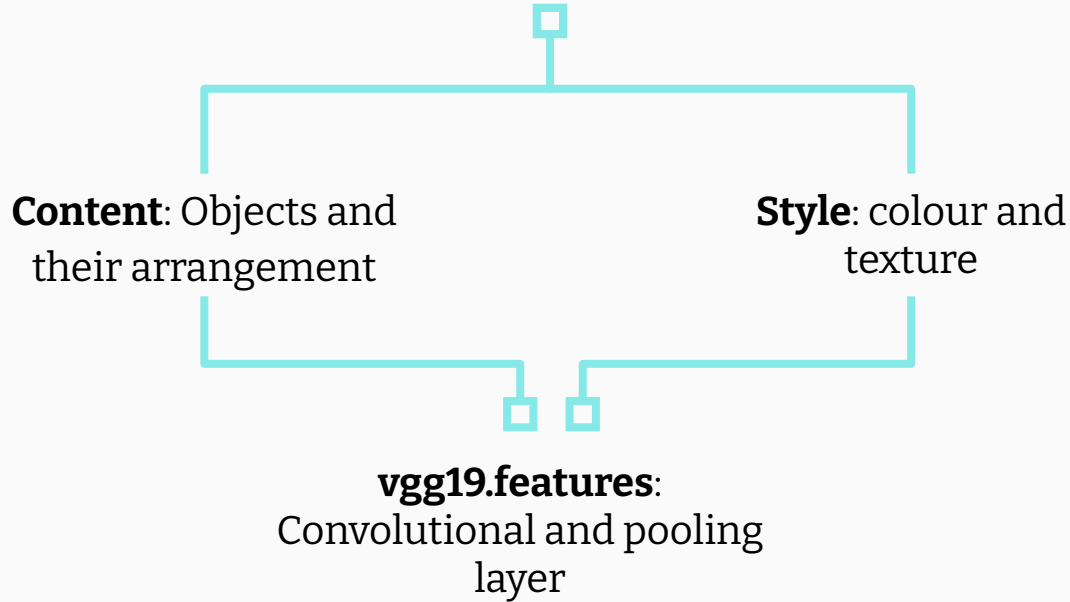 Content: Objects and
their arrangement
Style: colour and
texture
vgg19.features:
Convolutional and pooling
layer